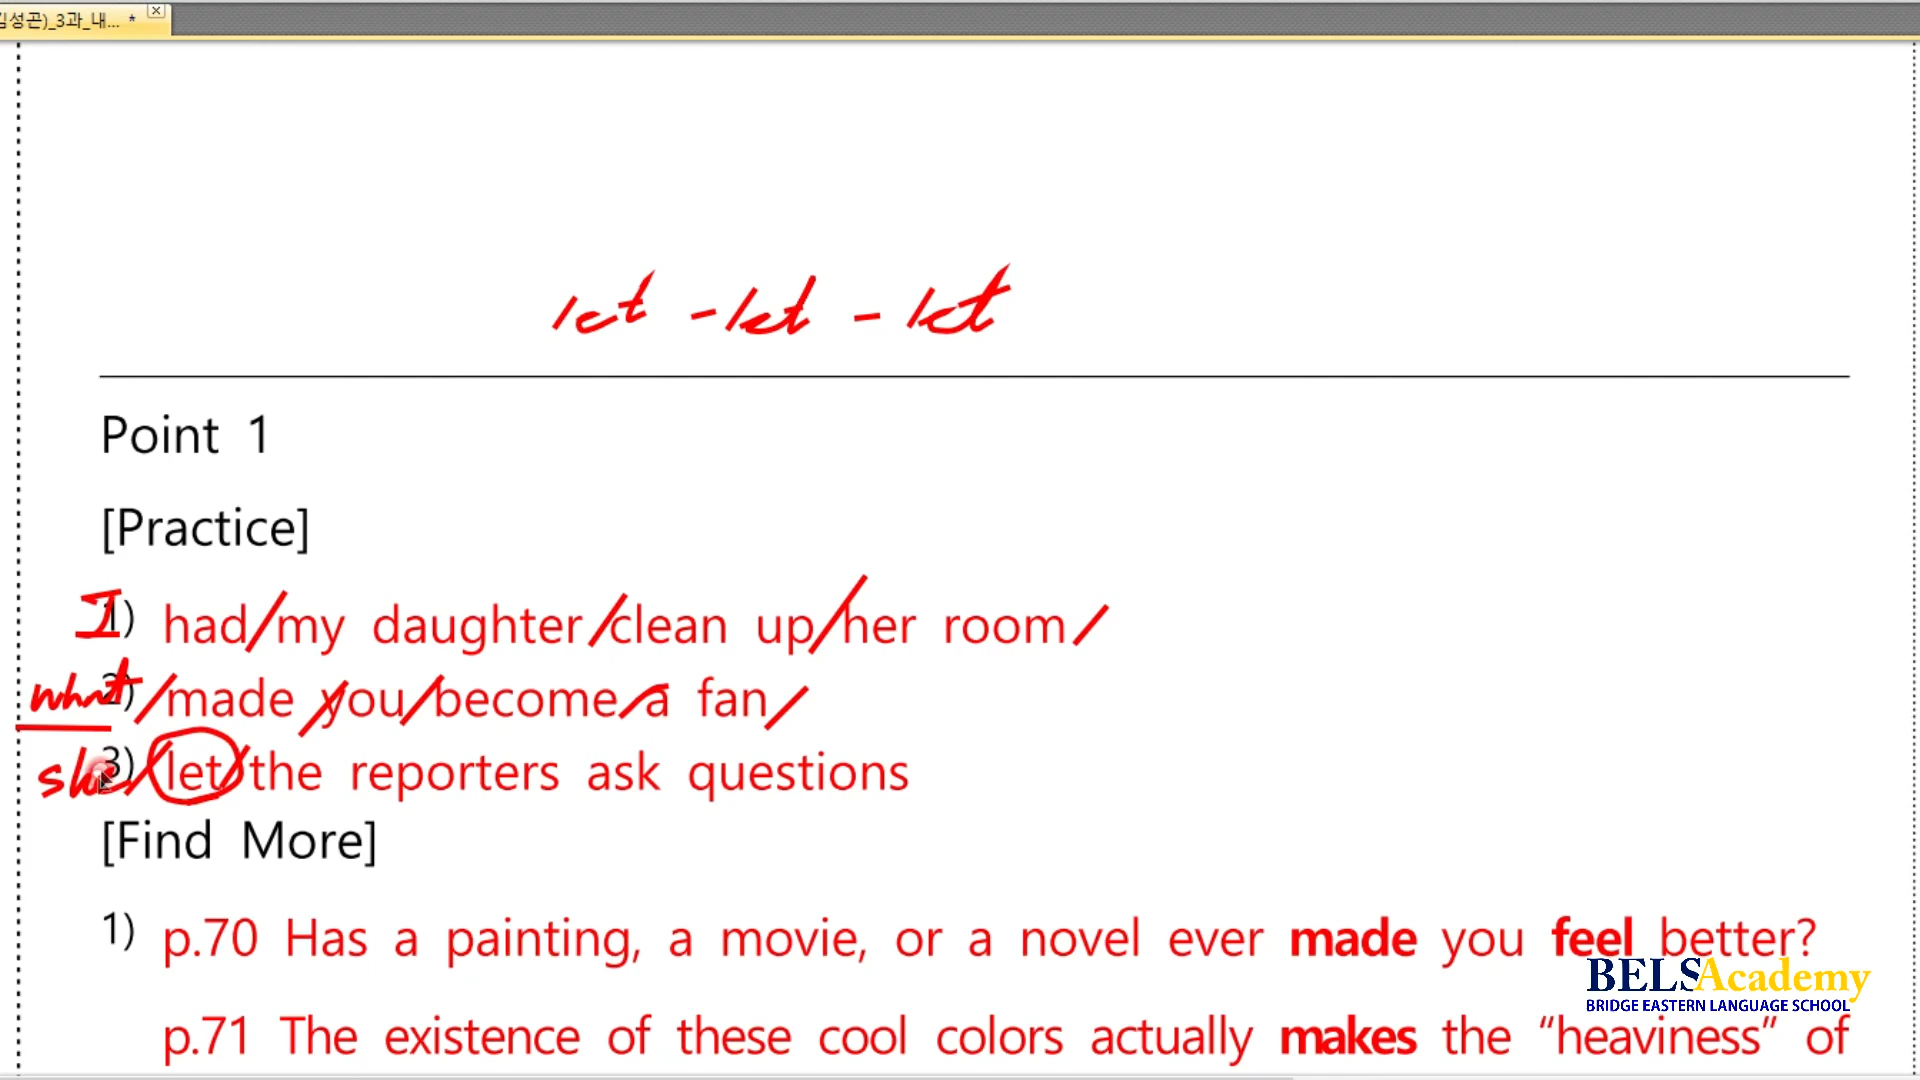 김성곤)_3과_내... *
let - let - let
Point 1
[Practice]
I 1) had/my daughter/clean up/her room/
what 2) /made/you/become/a fan/
she 3) /let/the reporters ask questions
[Find More]
1) p.70 Has a painting, a movie, or a novel ever made you feel better?
BELSAcademy
BRIDGE EASTERN LANGUAGE SCHOOL
p.71 The existence of these cool colors actually makes the “heaviness” of